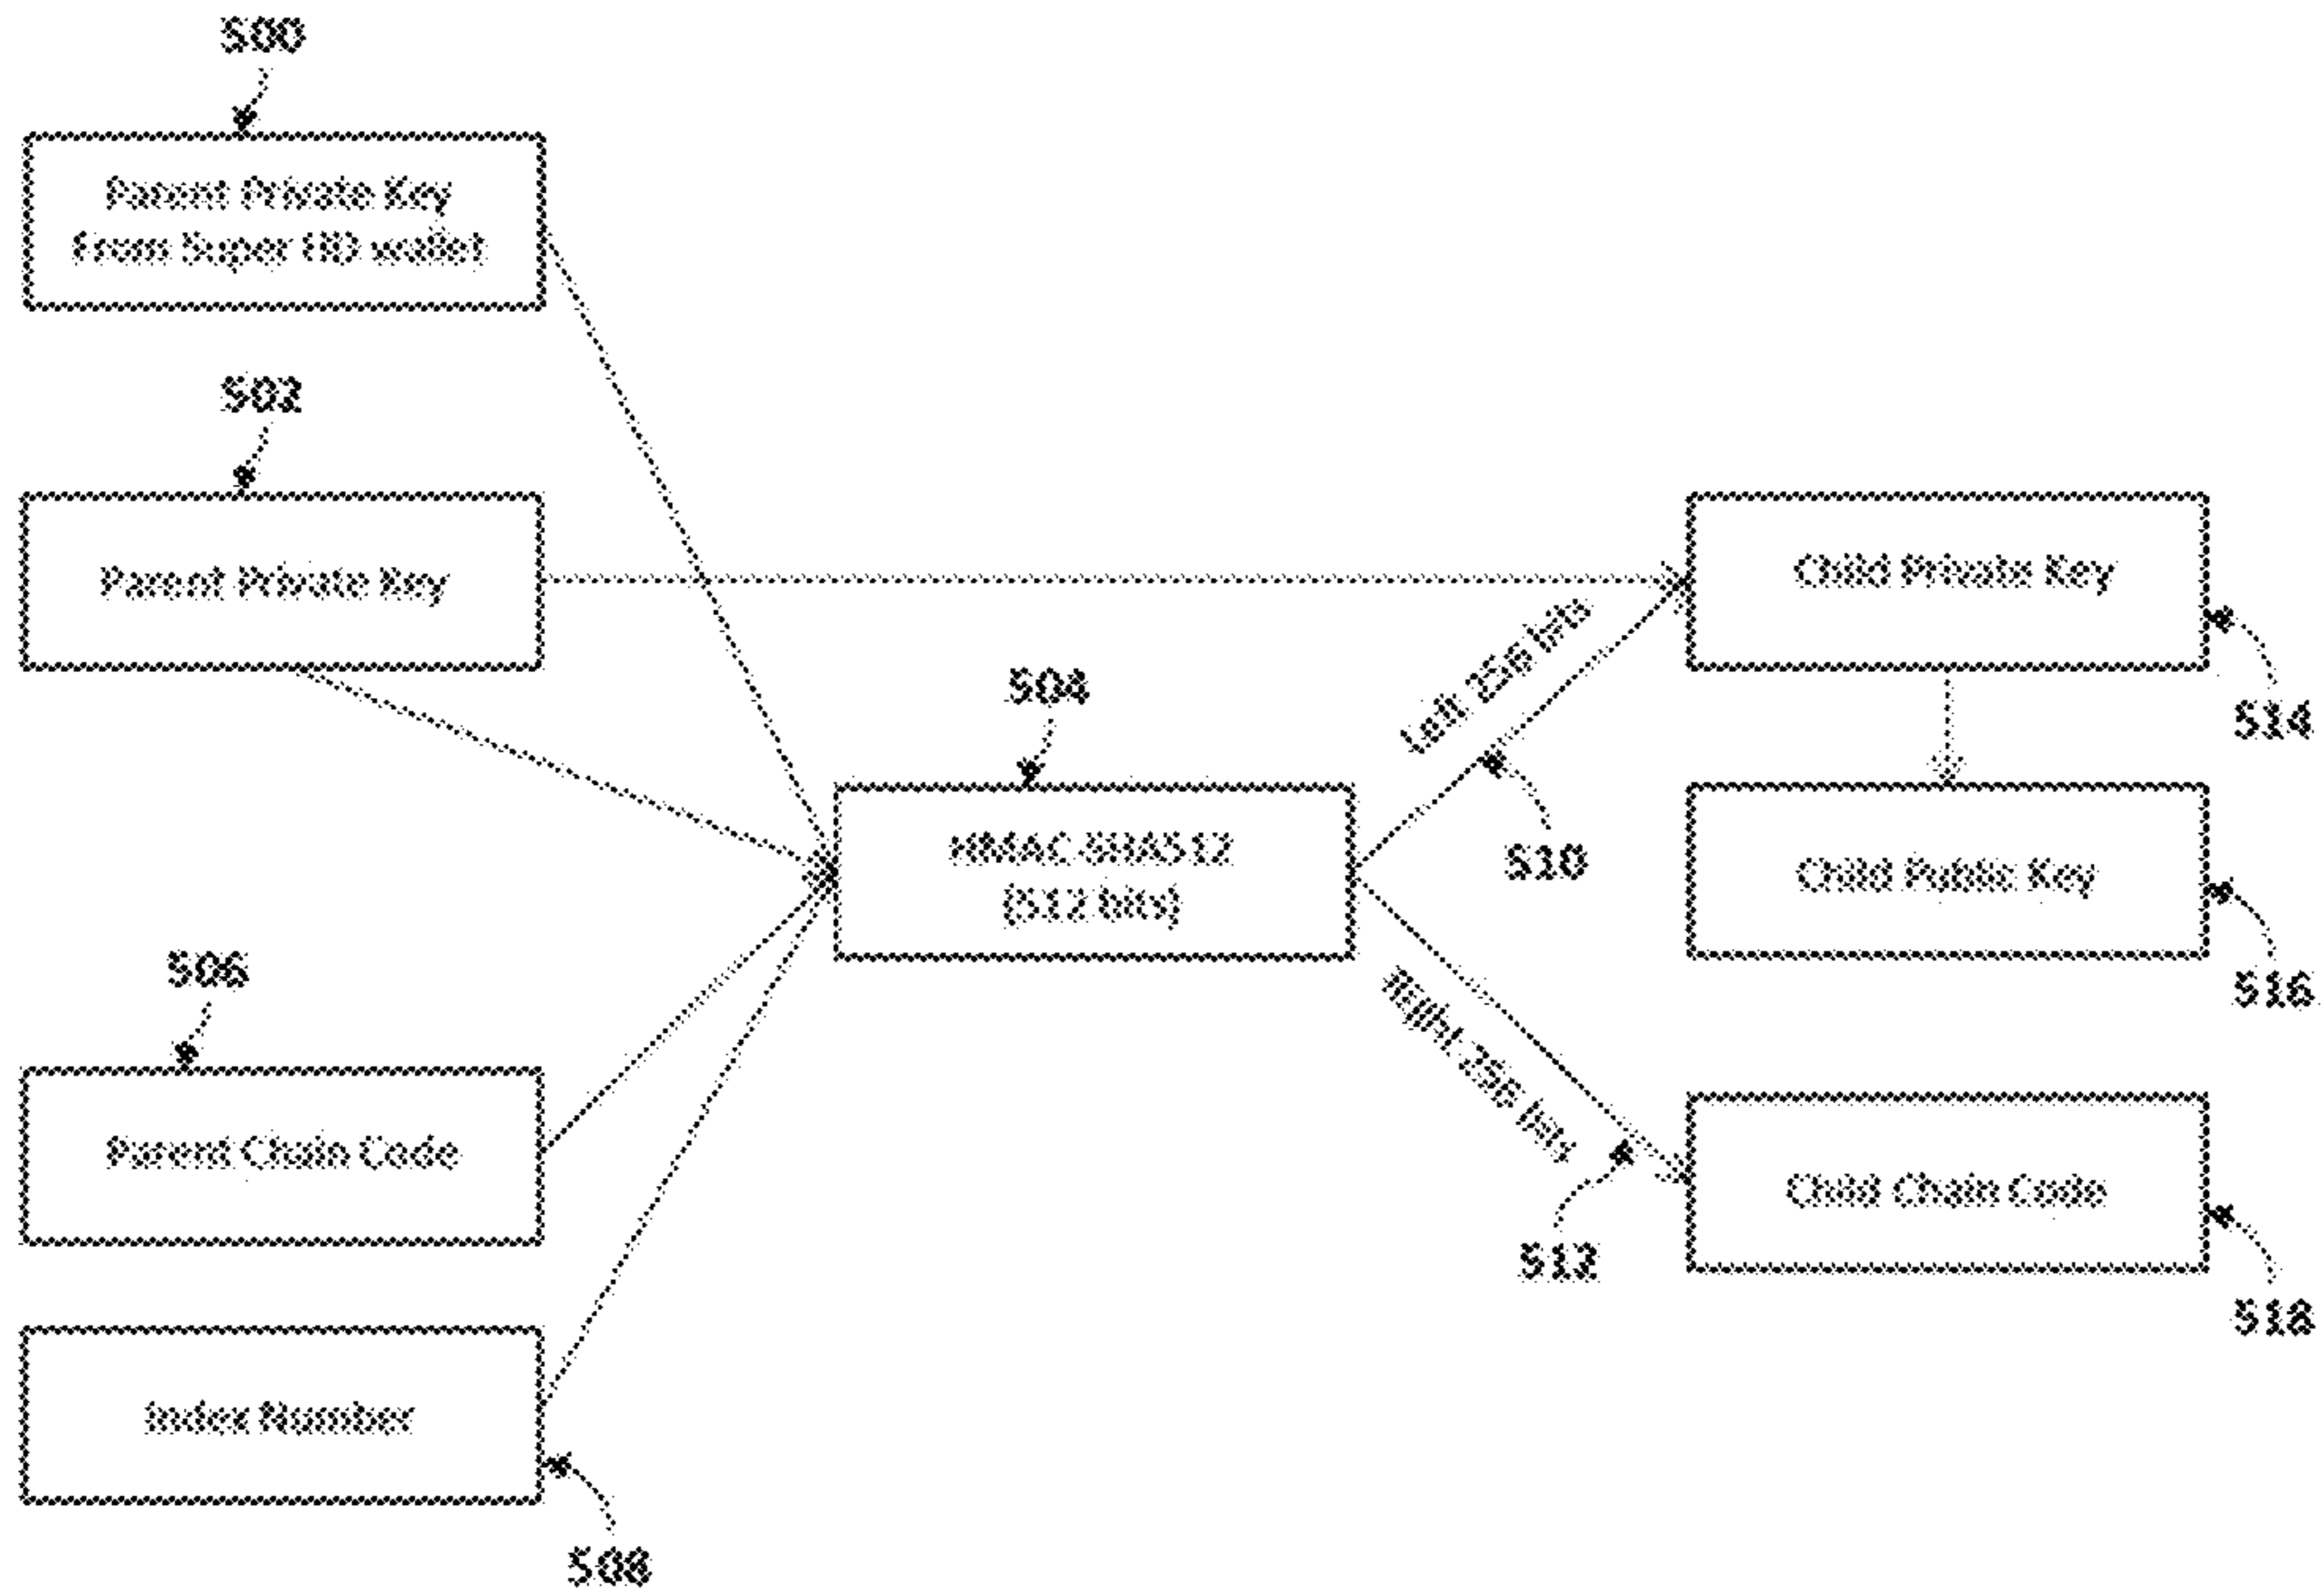 500
Parent Private Key
From Super HD wallet
502
Parent Private Key
Child Private Key
Left 256 bits
514
504
HMAC-SHA512
(512 bits)
510
Child Public Key
516
506
Parent Chain Code
Right 256 bits
Child Chain Code
512
518
Index Number
508